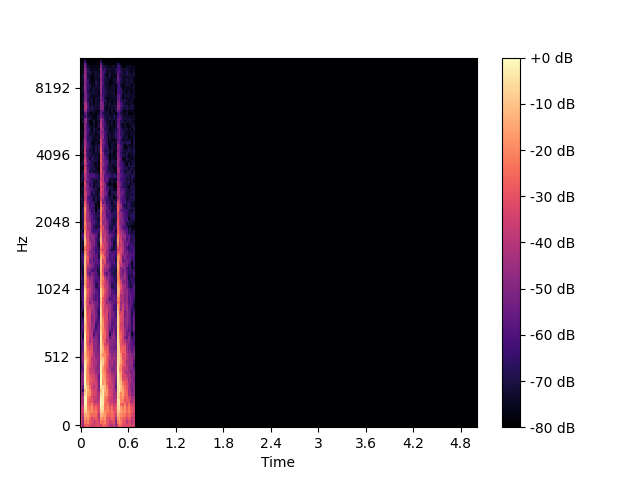 +0 dB
8192
-10 dB
4096
-20 dB
-30 dB
2048
Hz
-40 dB
1024
-50 dB
512
-60 dB
-70 dB
0
-80 dB
0 0.6 1.2 1.8 2.4 3 3.6 4.2 4.8
Time